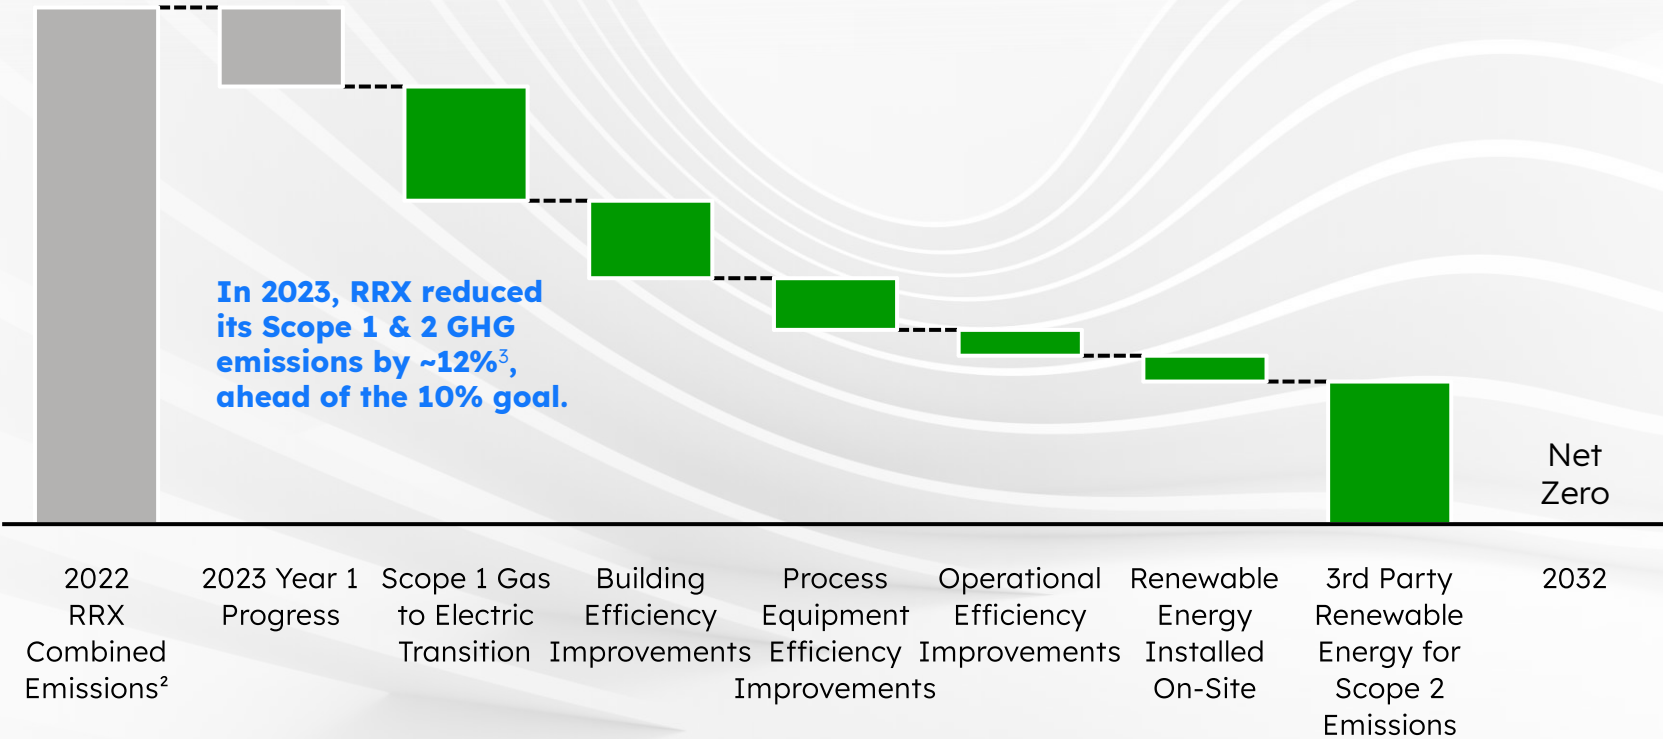 In 2023, RRX reduced
its Scope 1 & 2 GHG
emissions by ~12%³,
ahead of the 10% goal.
Net
Zero
2022
RRX
Combined
Emissions²
2023 Year 1
Progress
Scope 1 Gas
to Electric
Transition
Building
Efficiency
Improvements
Process
Equipment
Efficiency
Improvements
Operational
Efficiency
Improvements
Renewable
Energy
Installed
On-Site
3rd Party
Renewable
Energy for
Scope 2
Emissions
2032